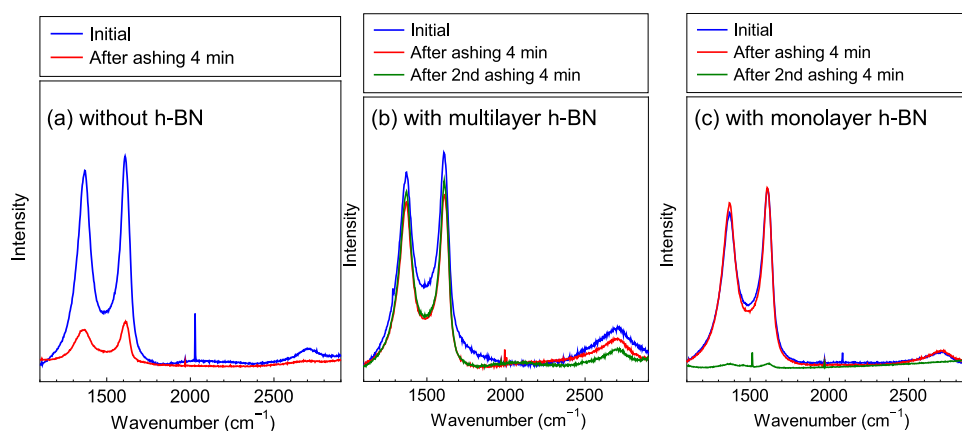 Initial
After ashing 4 min
(a) without h-BN
Intensity
1500
2000
2500
Wavenumber (cm⁻¹)
Initial
After ashing 4 min
After 2nd ashing 4 min
(b) with multilayer h-BN
Intensity
1500
2000
2500
Wavenumber (cm⁻¹)
Initial
After ashing 4 min
After 2nd ashing 4 min
(c) with monolayer h-BN
Intensity
1500
2000
2500
Wavenumber (cm⁻¹)